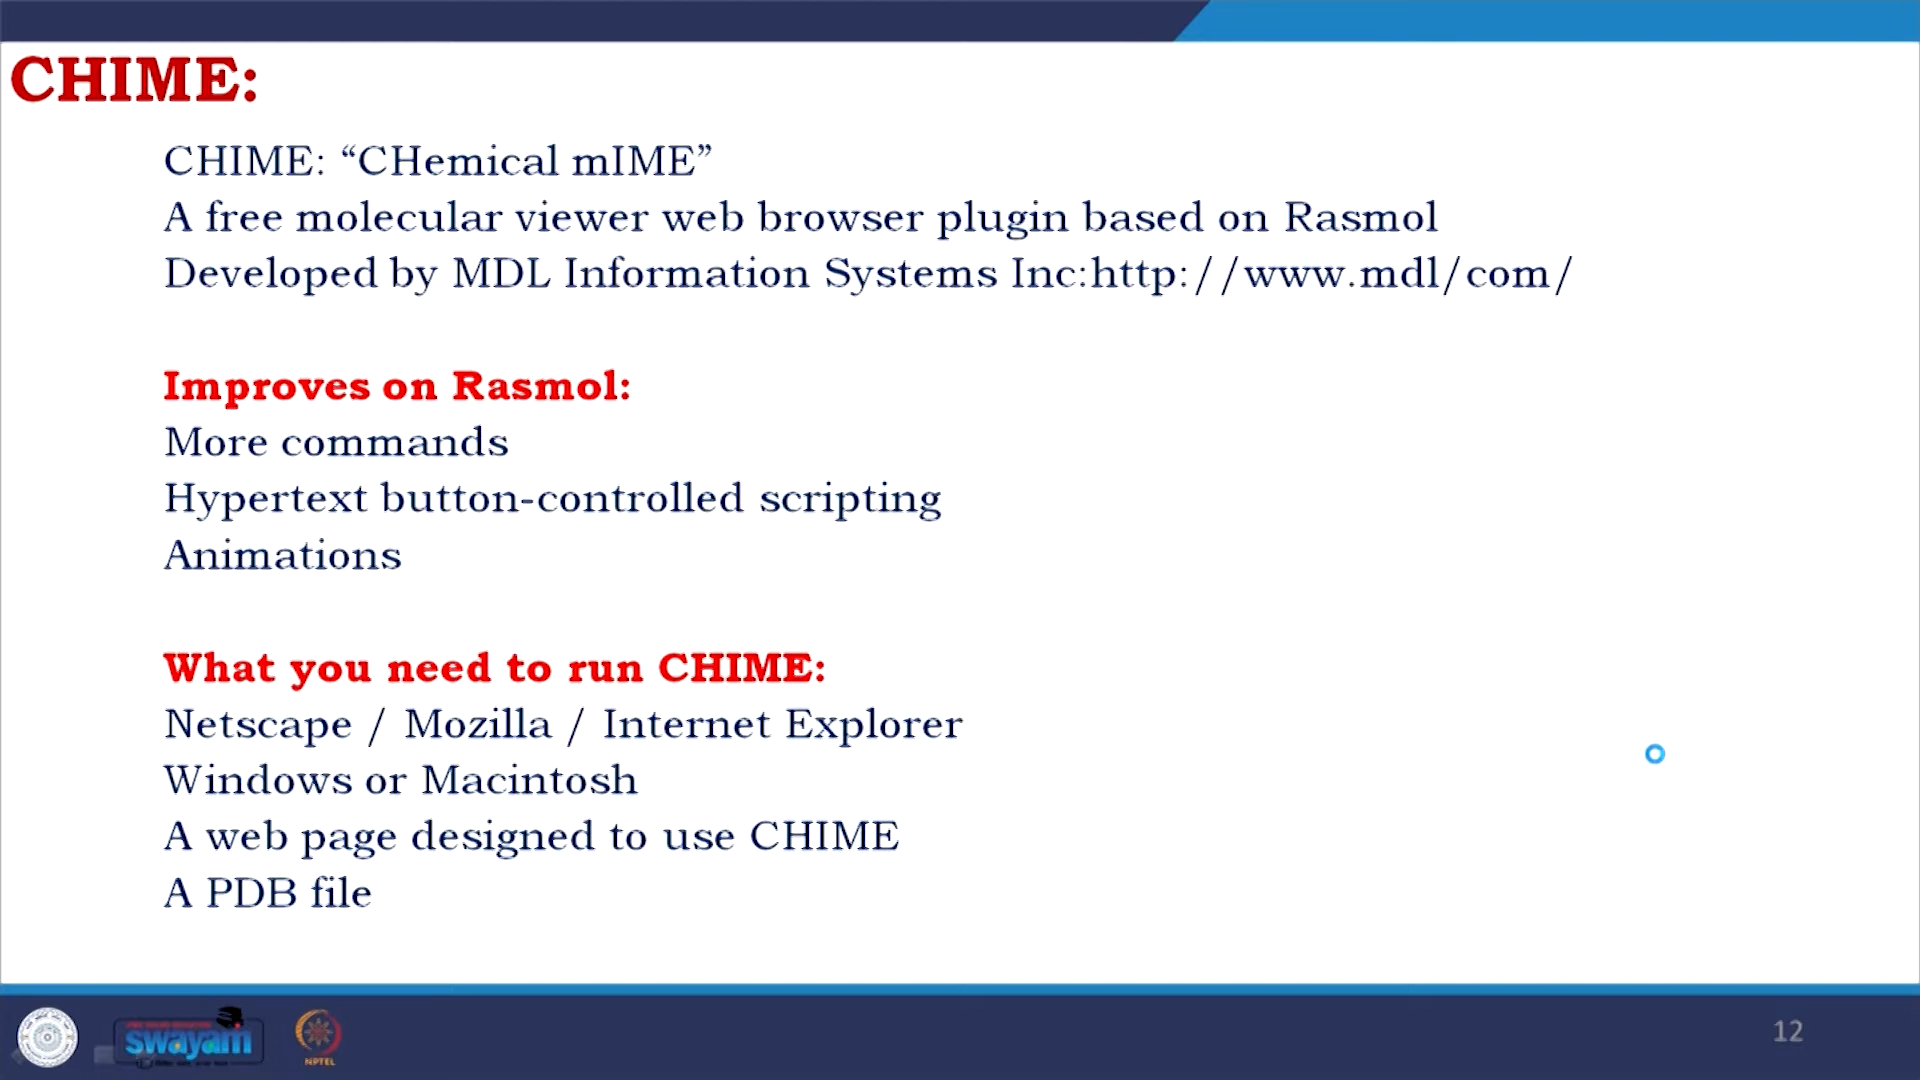 CHIME:
CHIME: “CHemical mIME”
A free molecular viewer web browser plugin based on Rasmol
Developed by MDL Information Systems Inc:http://www.mdl/com/
Improves on Rasmol:
More commands
Hypertext button-controlled scripting
Animations
What you need to run CHIME:
Netscape / Mozilla / Internet Explorer
Windows or Macintosh
A web page designed to use CHIME
A PDB file
swayam
NPTEL
12